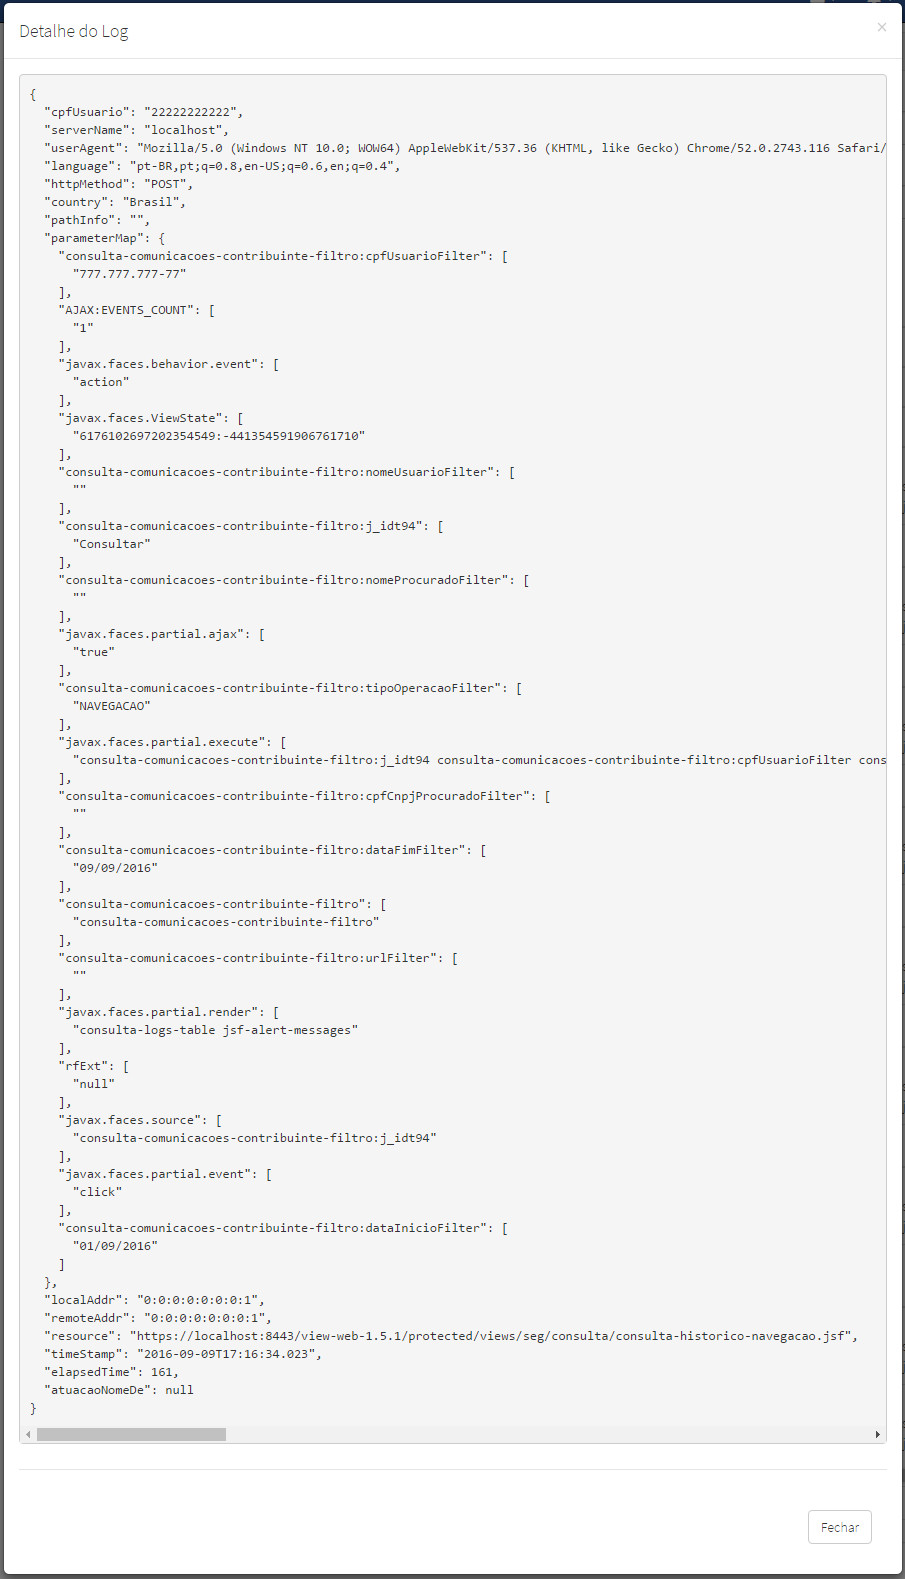 Detalhe do Log
×
{
"cpfUsuario": "22222222222",
"serverName": "localhost",
"userAgent": "Mozilla/5.0 (Windows NT 10.0; WOW64) AppleWebKit/537.36 (KHTML, like Gecko) Chrome/52.0.2743.116 Safari/
"language": "pt-BR,pt;q=0.8,en-US;q=0.6,en;q=0.4",
"httpMethod": "POST",
"country": "Brasil",
"pathInfo": "",
"parameterMap": {
"consulta-comunicacoes-contribuinte-filtro:cpfUsuarioFilter": [
"777.777.777-77"
],
"AJAX:EVENTS_COUNT": [
"1"
],
"javax.faces.behavior.event": [
"action"
],
"javax.faces.ViewState": [
"6176102697202354549:-441354591906761710"
],
"consulta-comunicacoes-contribuinte-filtro:nomeUsuarioFilter": [
""
],
"consulta-comunicacoes-contribuinte-filtro:j_idt94": [
"Consultar"
],
"consulta-comunicacoes-contribuinte-filtro:nomeProcuradoFilter": [
""
],
"javax.faces.partial.ajax": [
"true"
],
"consulta-comunicacoes-contribuinte-filtro:tipoOperacaoFilter": [
"NAVEGACAO"
],
"javax.faces.partial.execute": [
"consulta-comunicacoes-contribuinte-filtro:j_idt94 consulta-comunicacoes-contribuinte-filtro:cpfUsuarioFilter cons
],
"consulta-comunicacoes-contribuinte-filtro:cpfCnpjProcuradoFilter": [
""
],
"consulta-comunicacoes-contribuinte-filtro:dataFimFilter": [
"09/09/2016"
],
"consulta-comunicacoes-contribuinte-filtro": [
"consulta-comunicacoes-contribuinte-filtro"
],
"consulta-comunicacoes-contribuinte-filtro:urlFilter": [
""
],
"javax.faces.partial.render": [
"consulta-logs-table jsf-alert-messages"
],
"rfExt": [
"null"
],
"javax.faces.source": [
"consulta-comunicacoes-contribuinte-filtro:j_idt94"
],
"javax.faces.partial.event": [
"click"
],
"consulta-comunicacoes-contribuinte-filtro:dataInicioFilter": [
"01/09/2016"
]
},
"localAddr": "0:0:0:0:0:0:0:1",
"remoteAddr": "0:0:0:0:0:0:0:1",
"resource": "https://localhost:8443/view-web-1.5.1/protected/views/seg/consulta/consulta-historico-navegacao.jsf",
"timeStamp": "2016-09-09T17:16:34.023",
"elapsedTime": 161,
"atuacaoNomeDe": null
}
Fechar